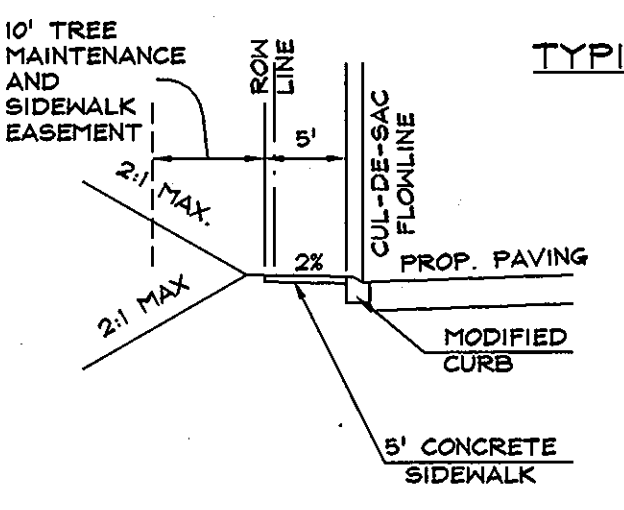 10' TREE
MAINTENANCE
AND
SIDEWALK
EASEMENT
ROW
LINE
5'
CUL-DE-SAC
FLOWLINE
TYPI
2:1 MAX.
2:1 MAX
2%
PROP. PAVING
MODIFIED
CURB
5' CONCRETE
SIDEWALK